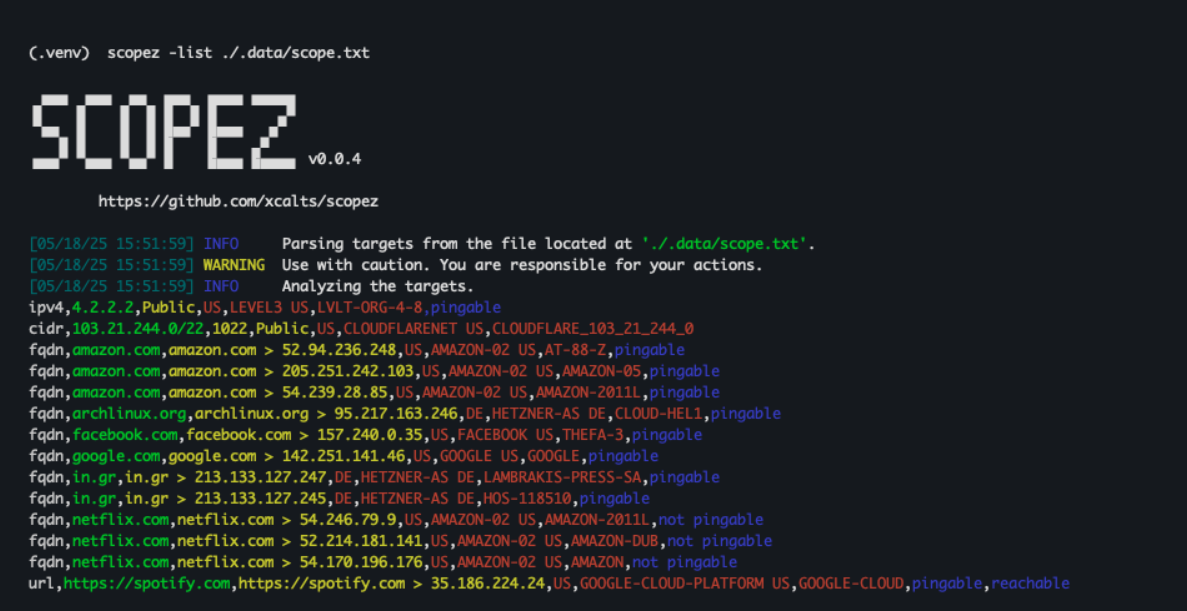 (.venv)  scopez -list ./.data/scope.txt
SCOPEZ v0.0.4
https://github.com/xcalts/scopez
[05/18/25 15:51:59] INFO     Parsing targets from the file located at './.data/scope.txt'.
[05/18/25 15:51:59] WARNING  Use with caution. You are responsible for your actions.
[05/18/25 15:51:59] INFO     Analyzing the targets.
ipv4,4.2.2.2,Public,US,LEVEL3 US,LVLT-ORG-4-8,pingable
cidr,103.21.244.0/22,1022,Public,US,CLOUDFLARENET US,CLOUDFLARE_103_21_244_0
fqdn,amazon.com,amazon.com > 52.94.236.248,US,AMAZON-02 US,AT-88-Z,pingable
fqdn,amazon.com,amazon.com > 205.251.242.103,US,AMAZON-02 US,AMAZON-05,pingable
fqdn,amazon.com,amazon.com > 54.239.28.85,US,AMAZON-02 US,AMAZON-2011L,pingable
fqdn,archlinux.org,archlinux.org > 95.217.163.246,DE,HETZNER-AS DE,CLOUD-HEL1,pingable
fqdn,facebook.com,facebook.com > 157.240.0.35,US,FACEBOOK US,THEFA-3,pingable
fqdn,google.com,google.com > 142.251.141.46,US,GOOGLE US,GOOGLE,pingable
fqdn,in.gr,in.gr > 213.133.127.247,DE,HETZNER-AS DE,LAMBRAKIS-PRESS-SA,pingable
fqdn,in.gr,in.gr > 213.133.127.245,DE,HETZNER-AS DE,HOS-118510,pingable
fqdn,netflix.com,netflix.com > 54.246.79.9,US,AMAZON-02 US,AMAZON-2011L,not pingable
fqdn,netflix.com,netflix.com > 52.214.181.141,US,AMAZON-02 US,AMAZON-DUB,not pingable
fqdn,netflix.com,netflix.com > 54.170.196.176,US,AMAZON-02 US,AMAZON,not pingable
url,https://spotify.com,https://spotify.com > 35.186.224.24,US,GOOGLE-CLOUD-PLATFORM US,GOOGLE-CLOUD,pingable,reachable